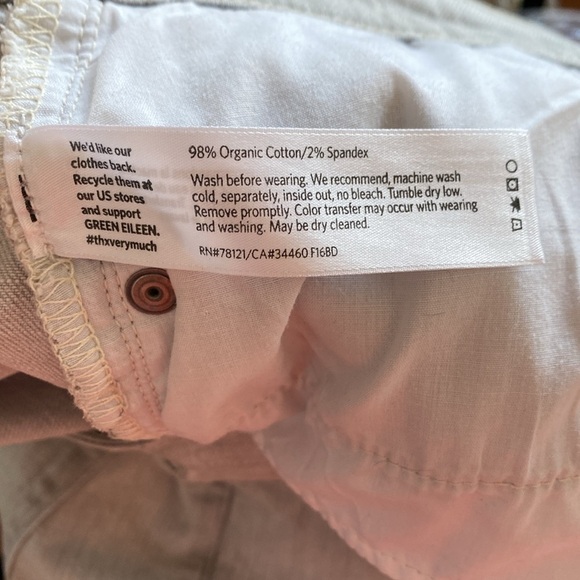 We'd like our
clothes back.
Recycle them at
our US stores
and support
GREEN EILEEN.
#thxverymuch
98% Organic Cotton/2% Spandex
Wash before wearing. We recommend, machine wash
cold, separately, inside out, no bleach. Tumble dry low.
Remove promptly. Color transfer may occur with wearing
and washing. May be dry cleaned.
RN#78121/CA#34460 F16BD